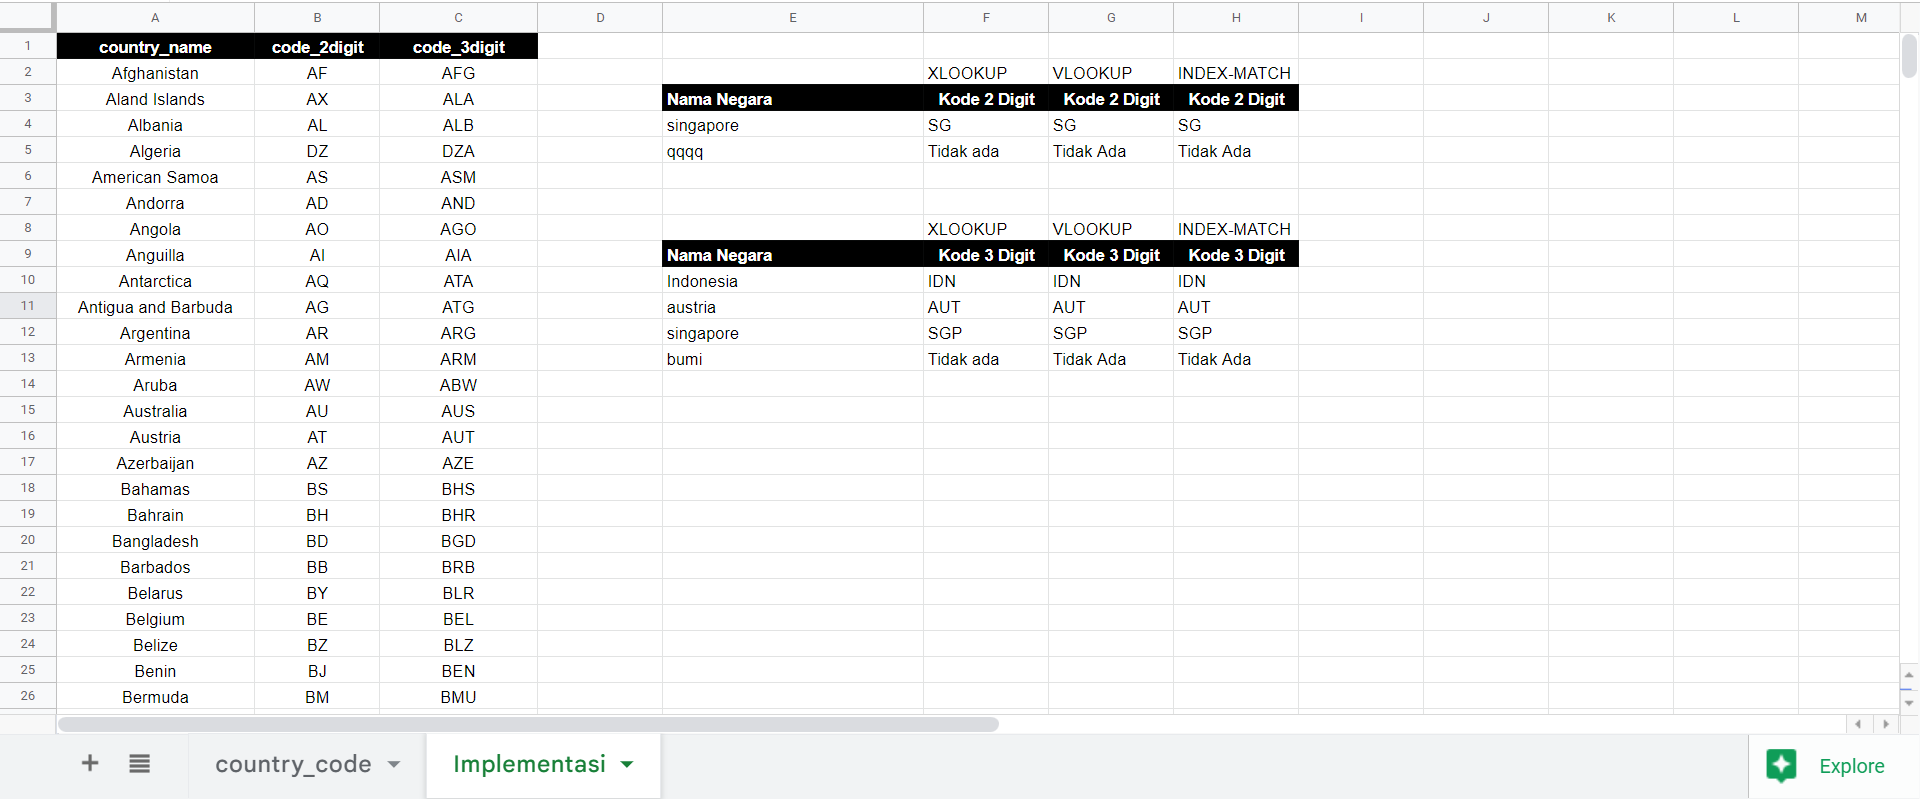 A B C D E F G H I J K L M
1 country_name code_2digit code_3digit
2 Afghanistan AF AFG XLOOKUP VLOOKUP INDEX-MATCH
3 Aland Islands AX ALA Nama Negara Kode 2 Digit Kode 2 Digit Kode 2 Digit
4 Albania AL ALB singapore SG SG SG
5 Algeria DZ DZA qqqq Tidak ada Tidak Ada Tidak Ada
6 American Samoa AS ASM
7 Andorra AD AND
8 Angola AO AGO XLOOKUP VLOOKUP INDEX-MATCH
9 Anguilla AI AIA Nama Negara Kode 3 Digit Kode 3 Digit Kode 3 Digit
10 Antarctica AQ ATA Indonesia IDN IDN IDN
11 Antigua and Barbuda AG ATG austria AUT AUT AUT
12 Argentina AR ARG singapore SGP SGP SGP
13 Armenia AM ARM bumi Tidak ada Tidak Ada Tidak Ada
14 Aruba AW ABW
15 Australia AU AUS
16 Austria AT AUT
17 Azerbaijan AZ AZE
18 Bahamas BS BHS
19 Bahrain BH BHR
20 Bangladesh BD BGD
21 Barbados BB BRB
22 Belarus BY BLR
23 Belgium BE BEL
24 Belize BZ BLZ
25 Benin BJ BEN
26 Bermuda BM BMU
country_code Implementasi Explore